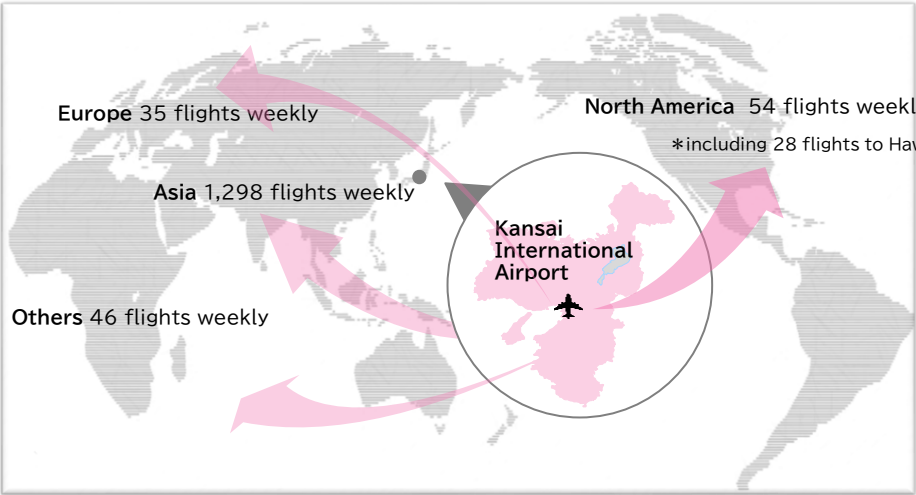 Europe 35 flights weekly
North America 54 flights weekl
*including 28 flights to Haw
Asia 1,298 flights weekly
Kansai
International
Airport
Others 46 flights weekly